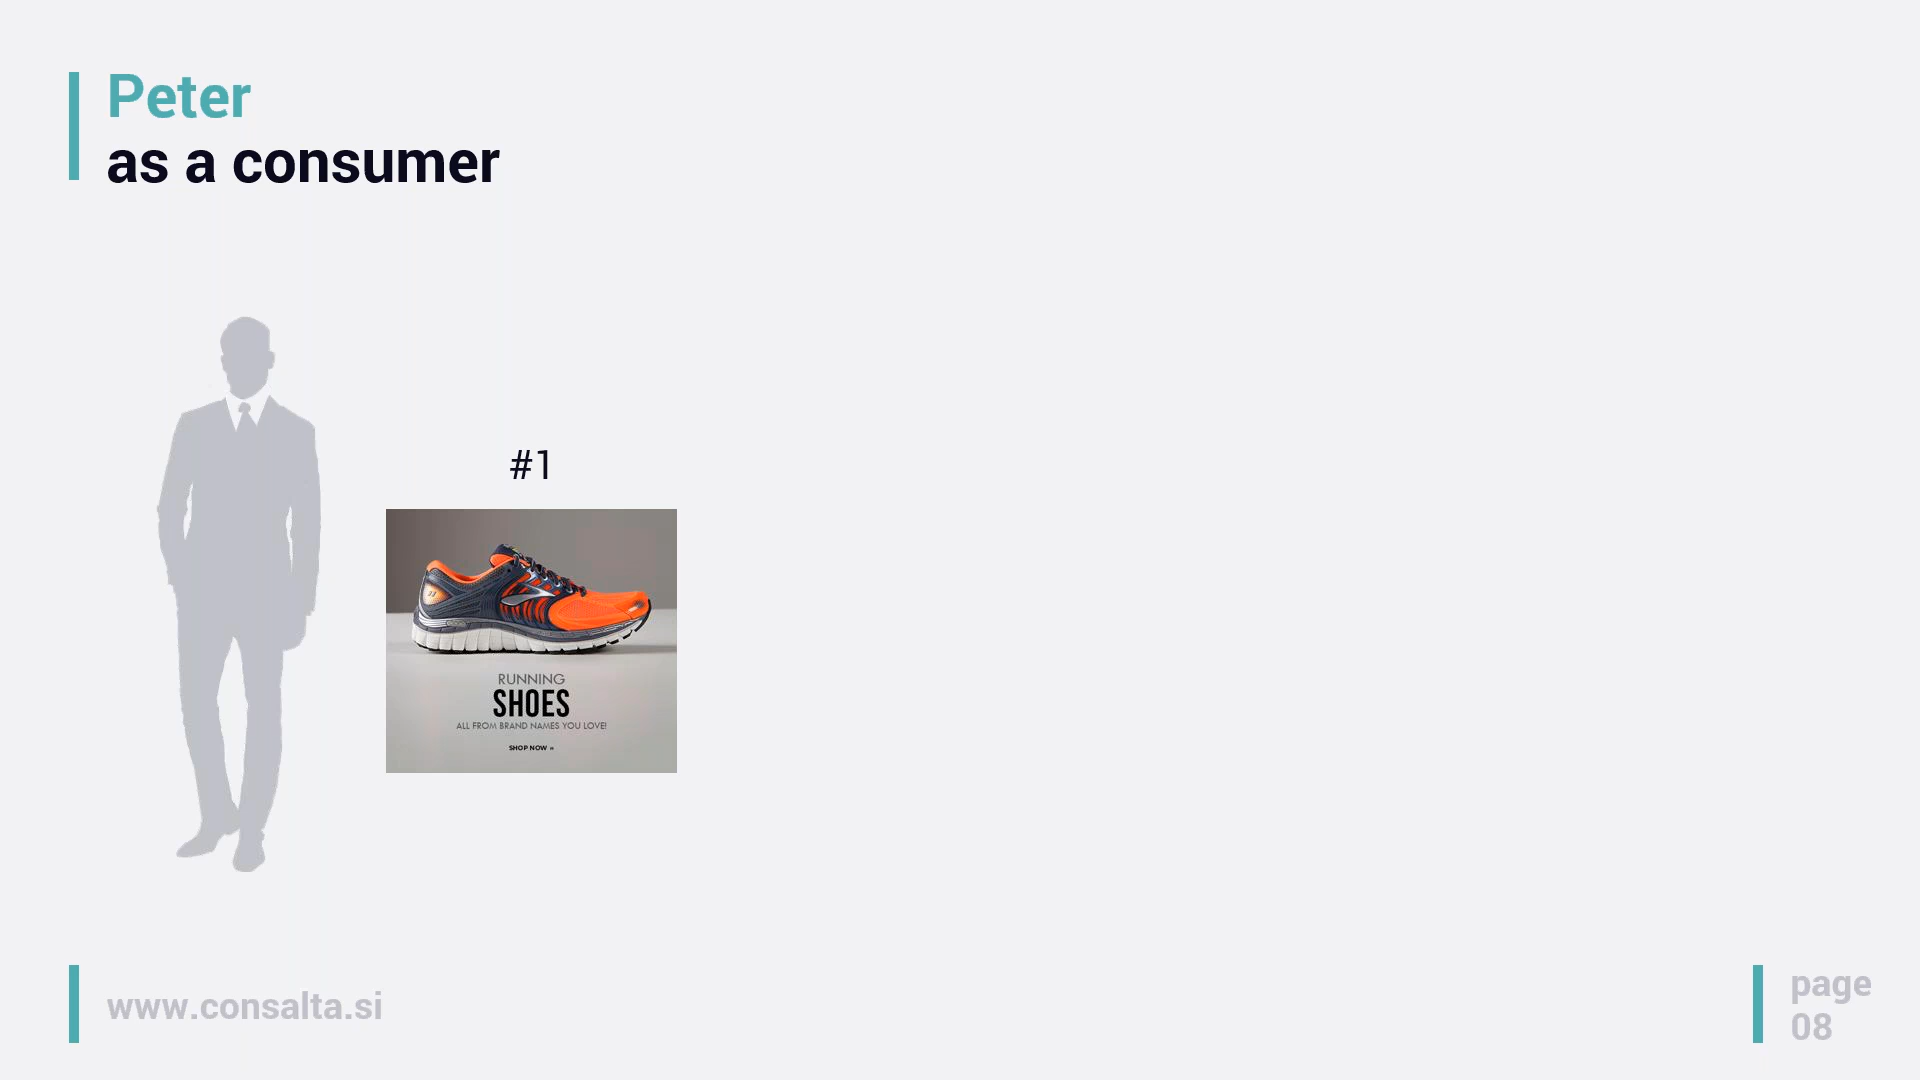 Peter
as a consumer
#1
RUNNING
SHOES
ALL FROM BRAND NAMES YOU LOVE!
SHOP NOW »
www.consalta.si
page
08